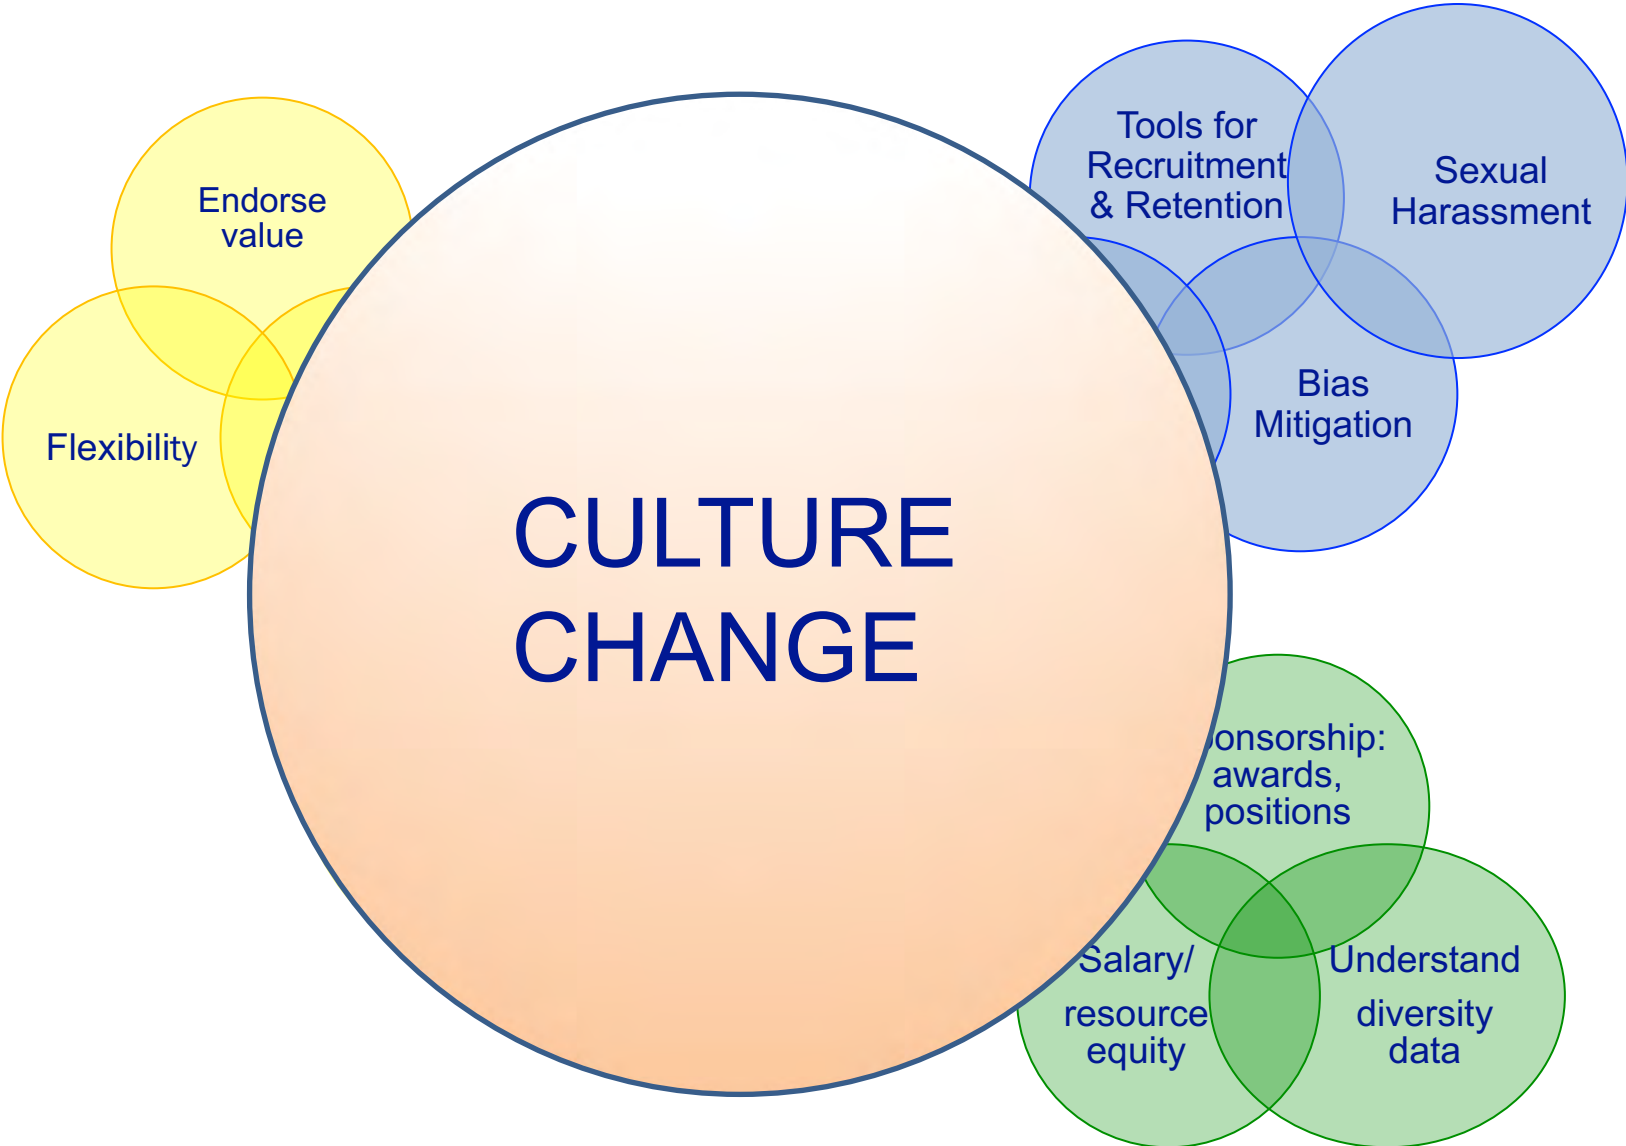 Endorse
value
Flexibility
CULTURE
CHANGE
Tools for
Recruitment
& Retention
Sexual
Harassment
Bias
Mitigation
ponsorship:
awards,
positions
Salary/
resource
equity
Understand
diversity
data